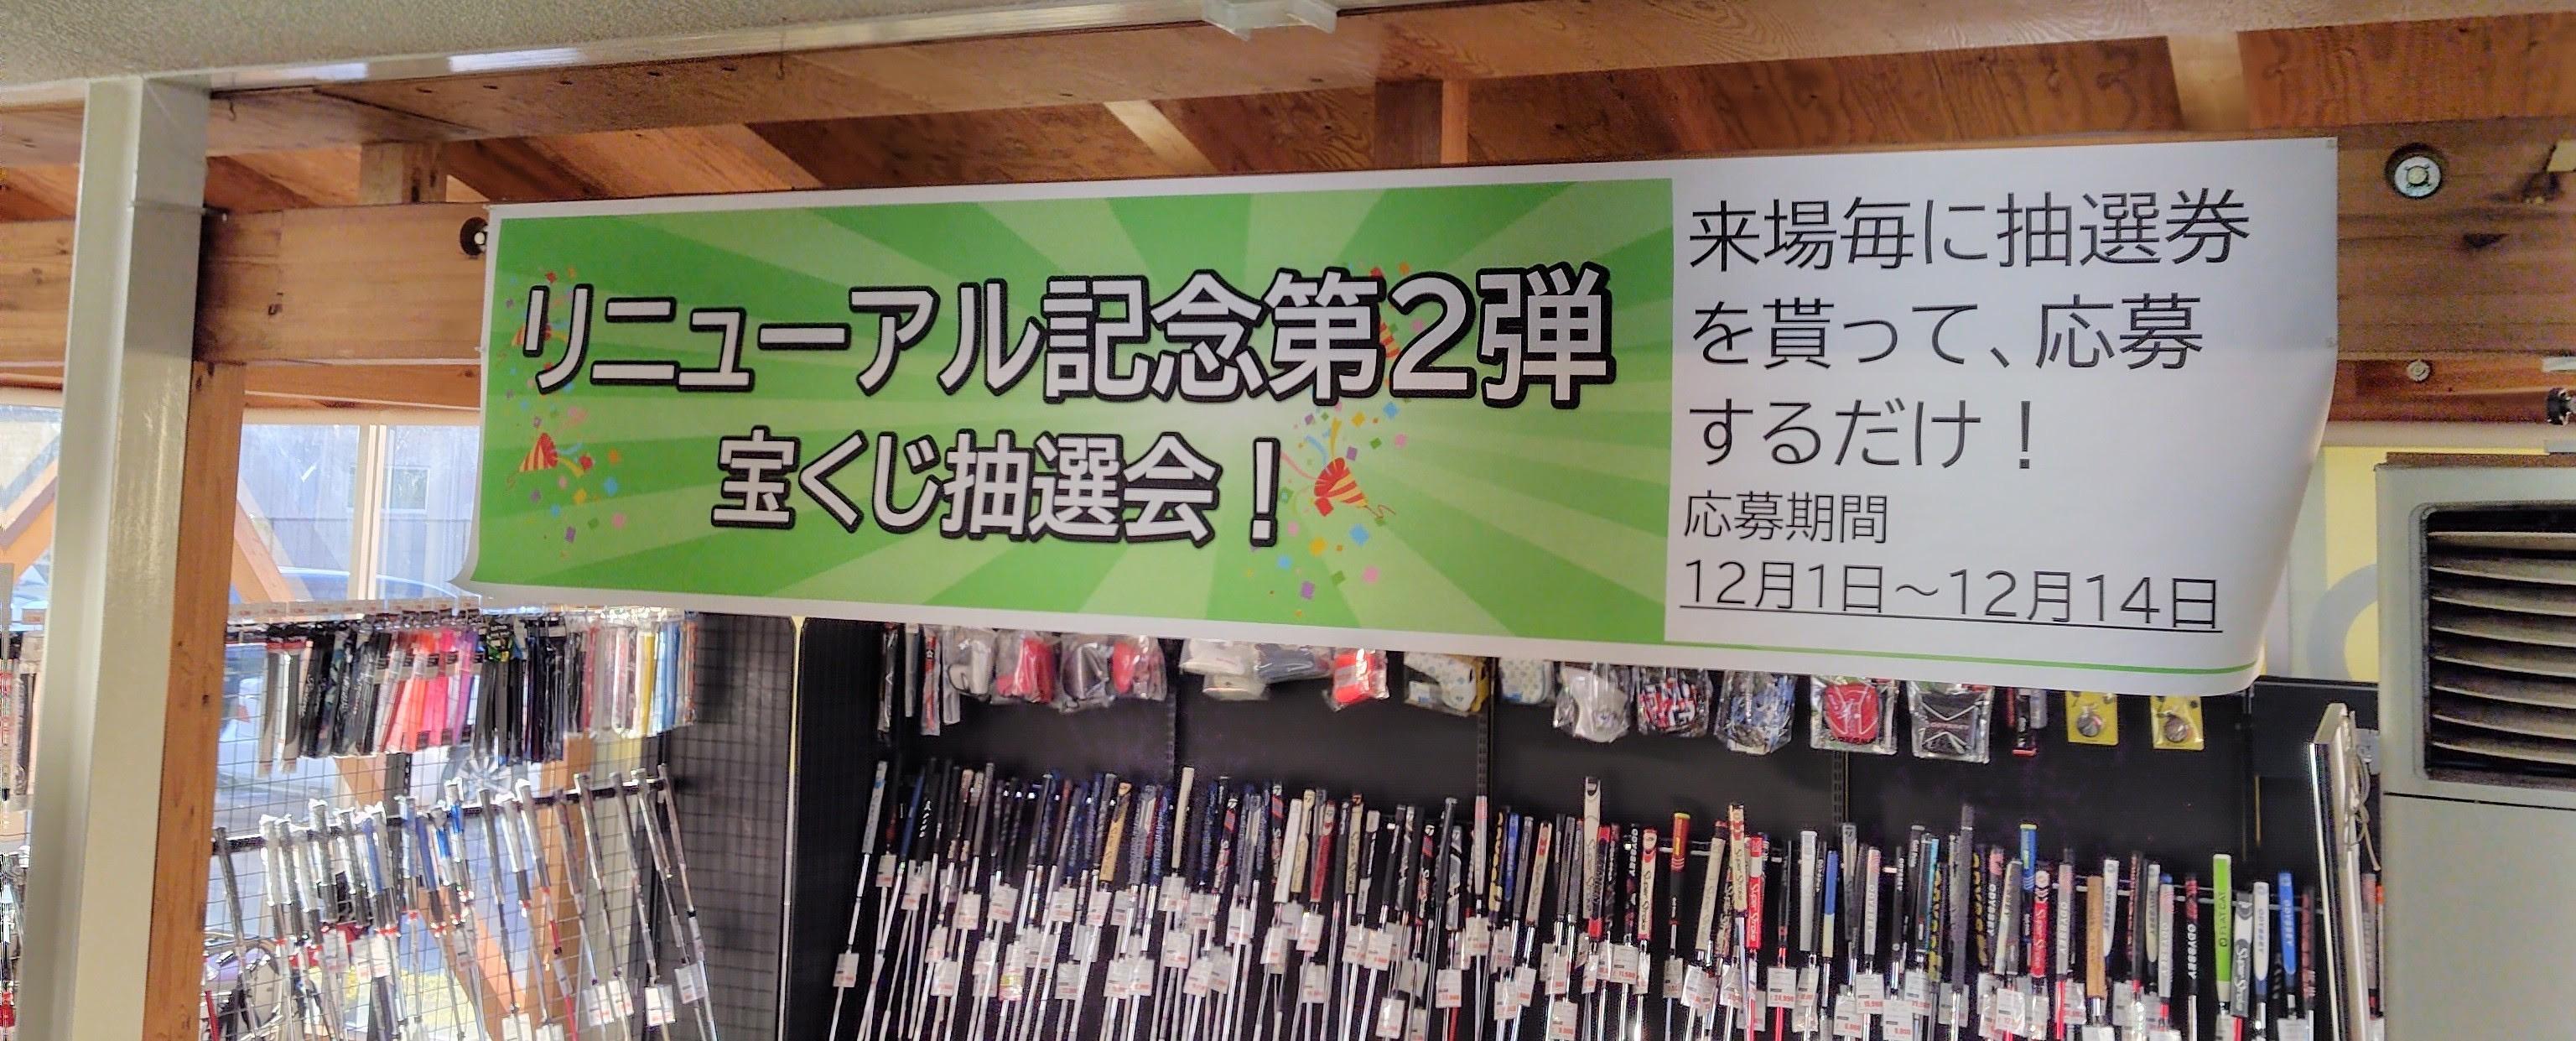 リニューアル記念第2弾
宝くじ抽選会！
来場毎に抽選券
を貰って、応募
するだけ！
応募期間
12月1日～12月14日